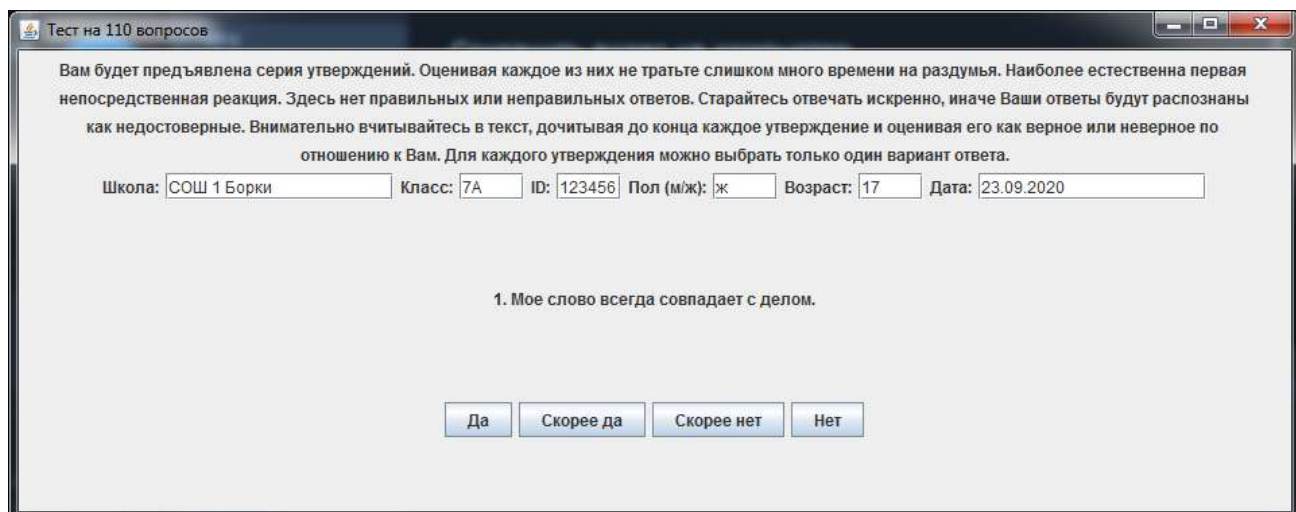 Тест на 110 вопросов
Вам будет предъявлена серия утверждений. Оценивая каждое из них не тратьте слишком много времени на раздумья. Наиболее естественна первая
непосредственная реакция. Здесь нет правильных или неправильных ответов. Старайтесь отвечать искренно, иначе Ваши ответы будут распознаны
как недостоверные. Внимательно вчитывайтесь в текст, дочитывая до конца каждое утверждение и оценивая его как верное или неверное по
отношению к Вам. Для каждого утверждения можно выбрать только один вариант ответа.
Школа: СОШ 1 Борки Класс: 7А ID: 123456 Пол (м/ж): ж Возраст: 17 Дата: 23.09.2020
1. Мое слово всегда совпадает с делом.
Да Скорее да Скорее нет Нет